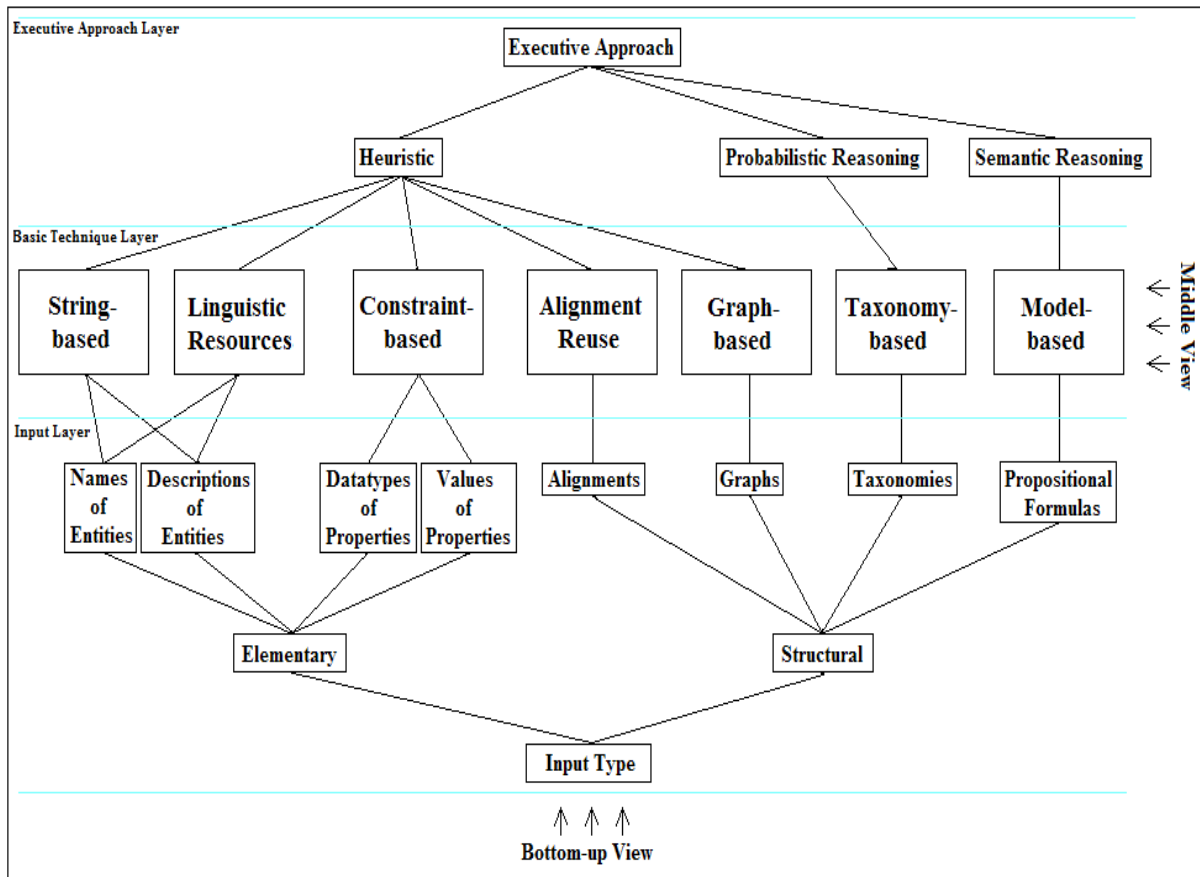 Executive Approach Layer
Executive Approach
Heuristic
Probabilistic Reasoning
Semantic Reasoning
Basic Technique Layer
String-
based
Linguistic
Resources
Constraint-
based
Alignment
Reuse
Graph-
based
Taxonomy-
based
Model-
based
Middle View
Input Layer
Names
of
Entities
Descriptions
of
Entities
Datatypes
of
Properties
Values
of
Properties
Alignments
Graphs
Taxonomies
Propositional
Formulas
Elementary
Structural
Input Type
Bottom-up View